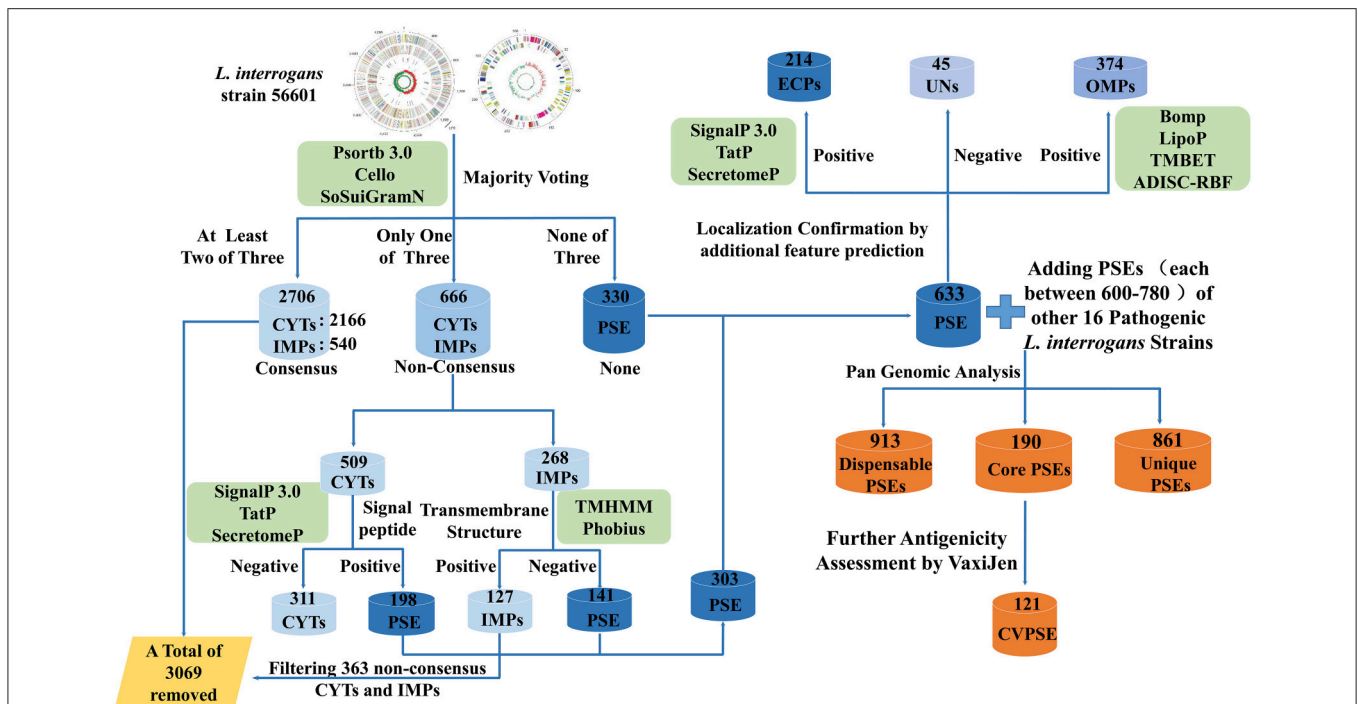 L. interrogans
strain 56601
Psortb 3.0
Cello
SoSuiGramN
Majority Voting
At Least
Two of Three
Only One
of Three
None of
Three
2706
CYTs : 2166
IMPs : 540
Consensus
666
CYTs
IMPs
Non-Consensus
330
PSE
None
509
CYTs
268
IMPs
SignalP 3.0
TatP
SecretomeP
Signal
peptide
Transmembrane
Structure
TMHMM
Phobius
Negative
Positive
Positive
Negative
311
CYTs
198
PSE
127
IMPs
141
PSE
303
PSE
A Total of
3069
removed
Filtering 363 non-consensus
CYTs and IMPs
214
ECPs
45
UNs
374
OMPs
SignalP 3.0
TatP
SecretomeP
Positive
Negative
Positive
Bomp
LipoP
TMBET
ADISC-RBF
Localization Confirmation by
additional feature prediction
633
PSE
Adding PSEs （each
between 600-780 ）of
other 16 Pathogenic
L. interrogans Strains
Pan Genomic Analysis
913
Dispensable
PSEs
190
Core PSEs
861
Unique
PSEs
Further Antigenicity
Assessment by VaxiJen
121
CVPSE